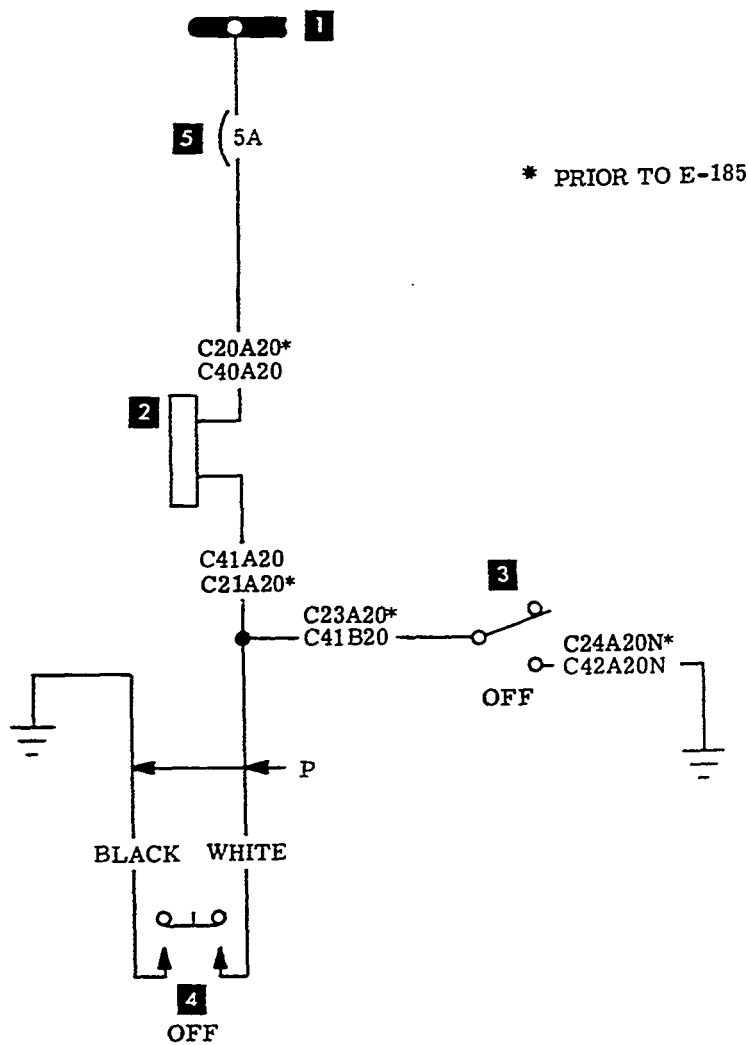 1
5
5A
* PRIOR TO E-185
C20A20*
C40A20
2
C41A20
C21A20*
3
C23A20*
C41B20
C24A20N*
C42A20N
OFF
P
BLACK WHITE
4
OFF